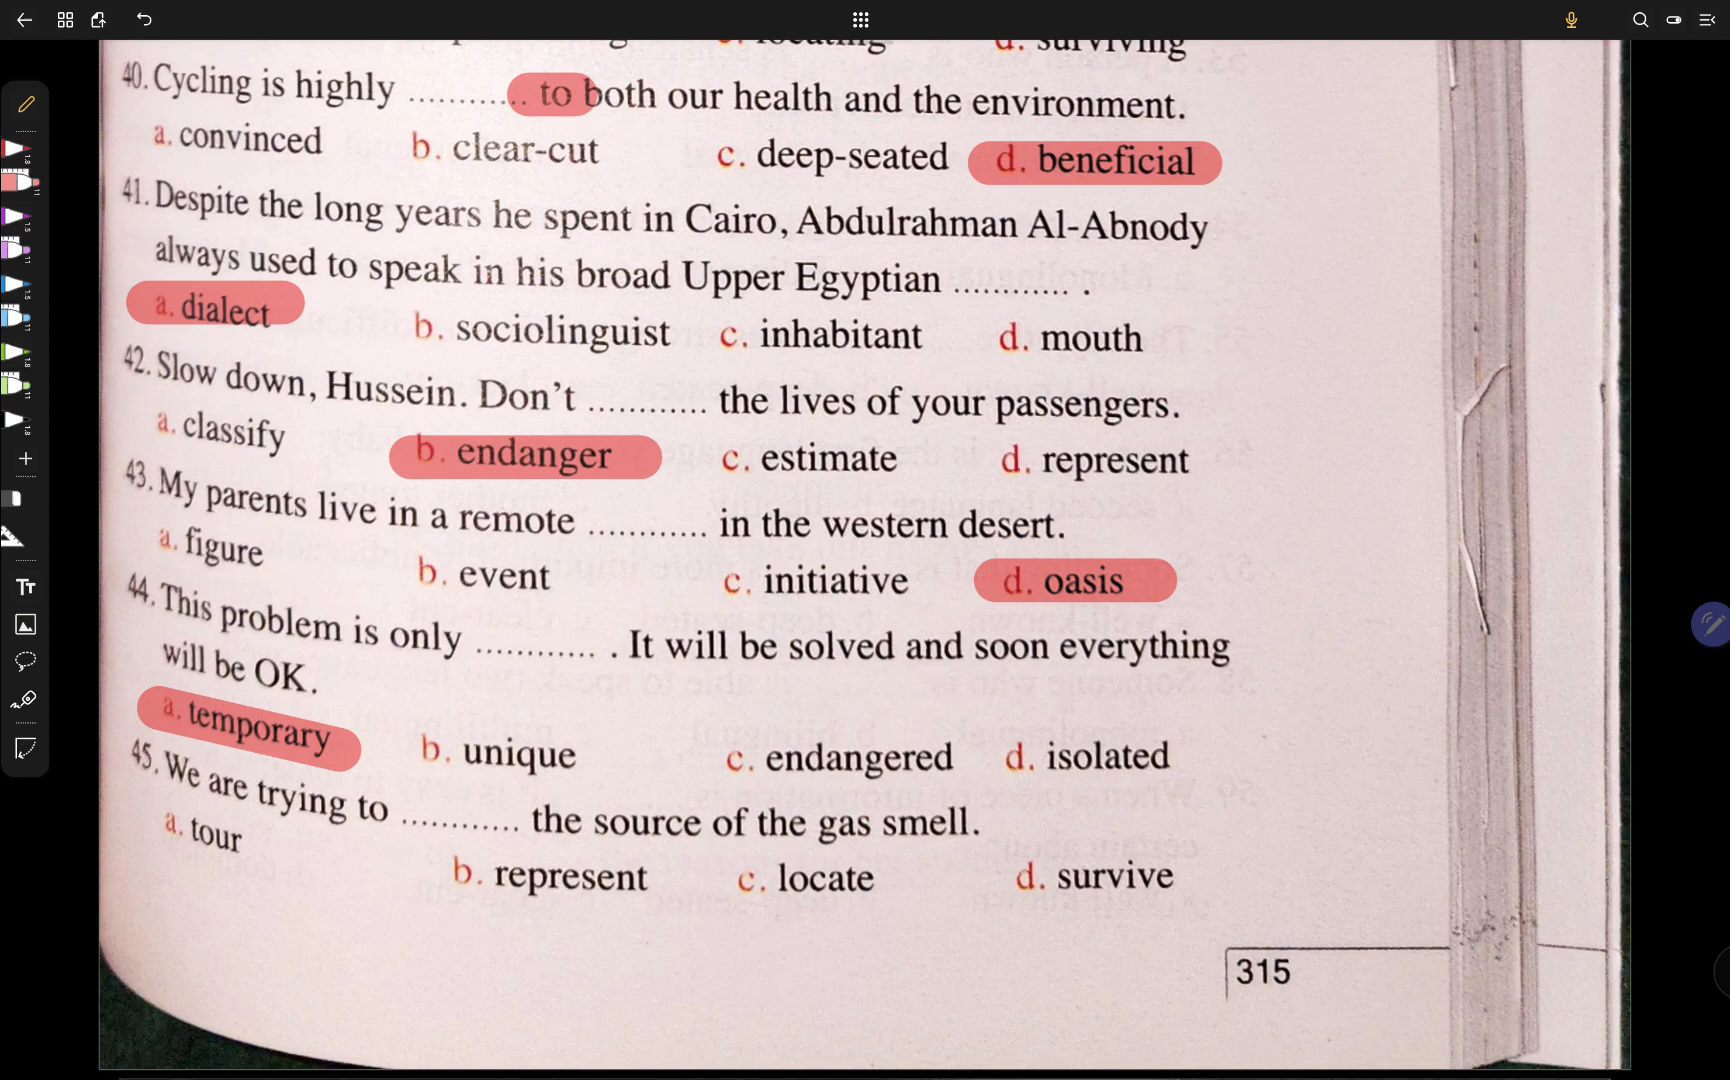 c. locating d. surviving
40. Cycling is highly ............ to both our health and the environment.
a. convinced b. clear-cut c. deep-seated d. beneficial
41. Despite the long years he spent in Cairo, Abdulrahman Al-Abnody
always used to speak in his broad Upper Egyptian ............ .
a. dialect b. sociolinguist c. inhabitant d. mouth
42. Slow down, Hussein. Don't ............ the lives of your passengers.
a. classify b. endanger c. estimate d. represent
43. My parents live in a remote ............ in the western desert.
a. figure b. event c. initiative d. oasis
44. This problem is only ............ . It will be solved and soon everything
will be OK.
a. temporary b. unique c. endangered d. isolated
45. We are trying to ............ the source of the gas smell.
a. tour b. represent c. locate d. survive
315